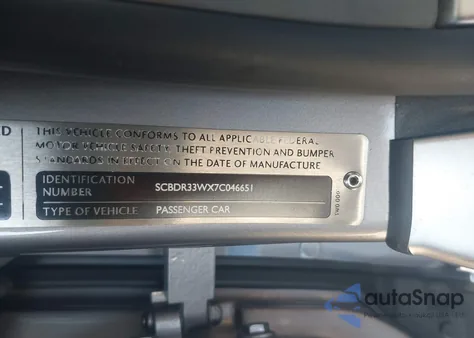 THIS VEHICLE CONFORMS TO ALL APPLICABLE FEDERAL
MOTOR VEHICLE SAFETY, THEFT PREVENTION AND BUMPER
STANDARDS IN EFFECT ON THE DATE OF MANUFACTURE
IDENTIFICATION
NUMBER SCBDR33WX7C046651
TYPE OF VEHICLE PASSENGER CAR
autoSnap